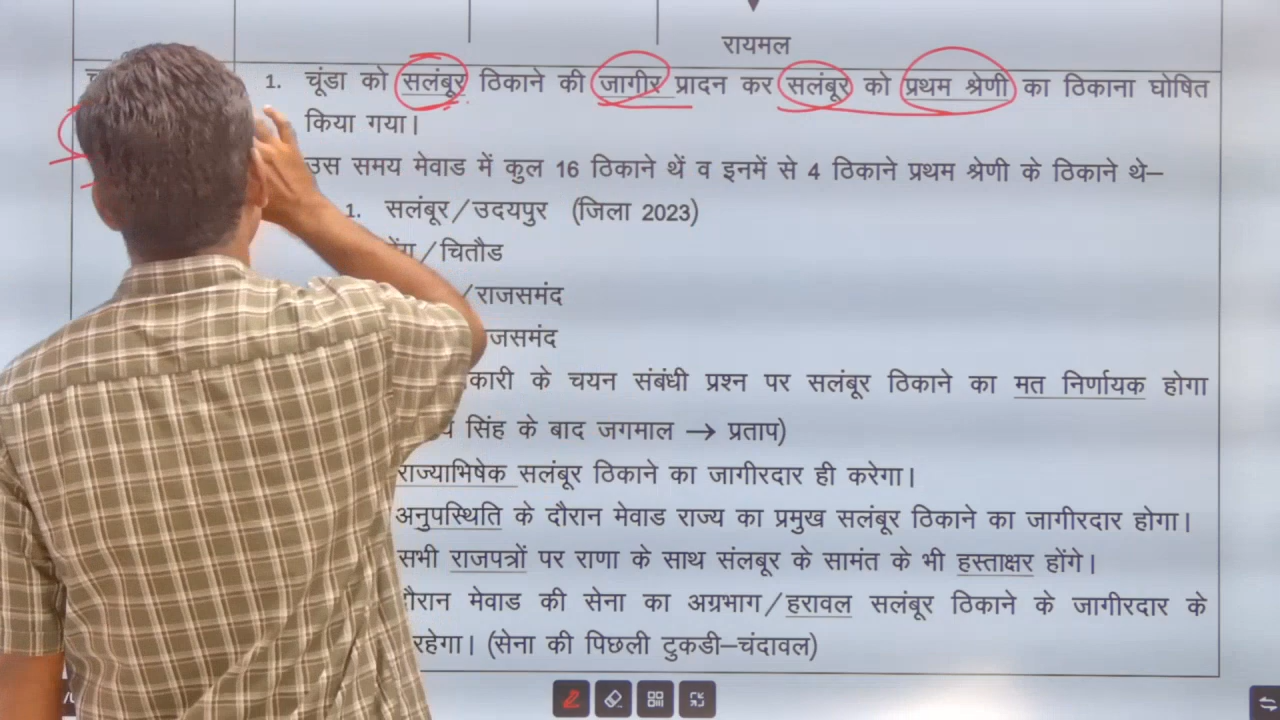 रायमल
1. चूंडा को सलंबूर ठिकाने की जागीर प्रादन कर सलंबूर को प्रथम श्रेणी का ठिकाना घोषित
किया गया।
उस समय मेवाड में कुल 16 ठिकाने थें व इनमें से 4 ठिकाने प्रथम श्रेणी के ठिकाने थे–
1. सलंबूर/उदयपुर (जिला 2023)
/चितौड
/राजसमंद
के चयन संबंधी प्रश्न पर सलंबूर ठिकाने का मत निर्णायक होगा
सिंह के बाद जगमाल → प्रताप)
राज्याभिषेक सलंबूर ठिकाने का जागीरदार ही करेगा।
अनुपस्थिति के दौरान मेवाड राज्य का प्रमुख सलंबूर ठिकाने का जागीरदार होगा।
सभी राजपत्रों पर राणा के साथ संलबूर के सामंत के भी हस्ताक्षर होंगे।
मेवाड की सेना का अग्रभाग/हरावल सलंबूर ठिकाने के जागीरदार के
रहेगा। (सेना की पिछली टुकडी–चंदावल)